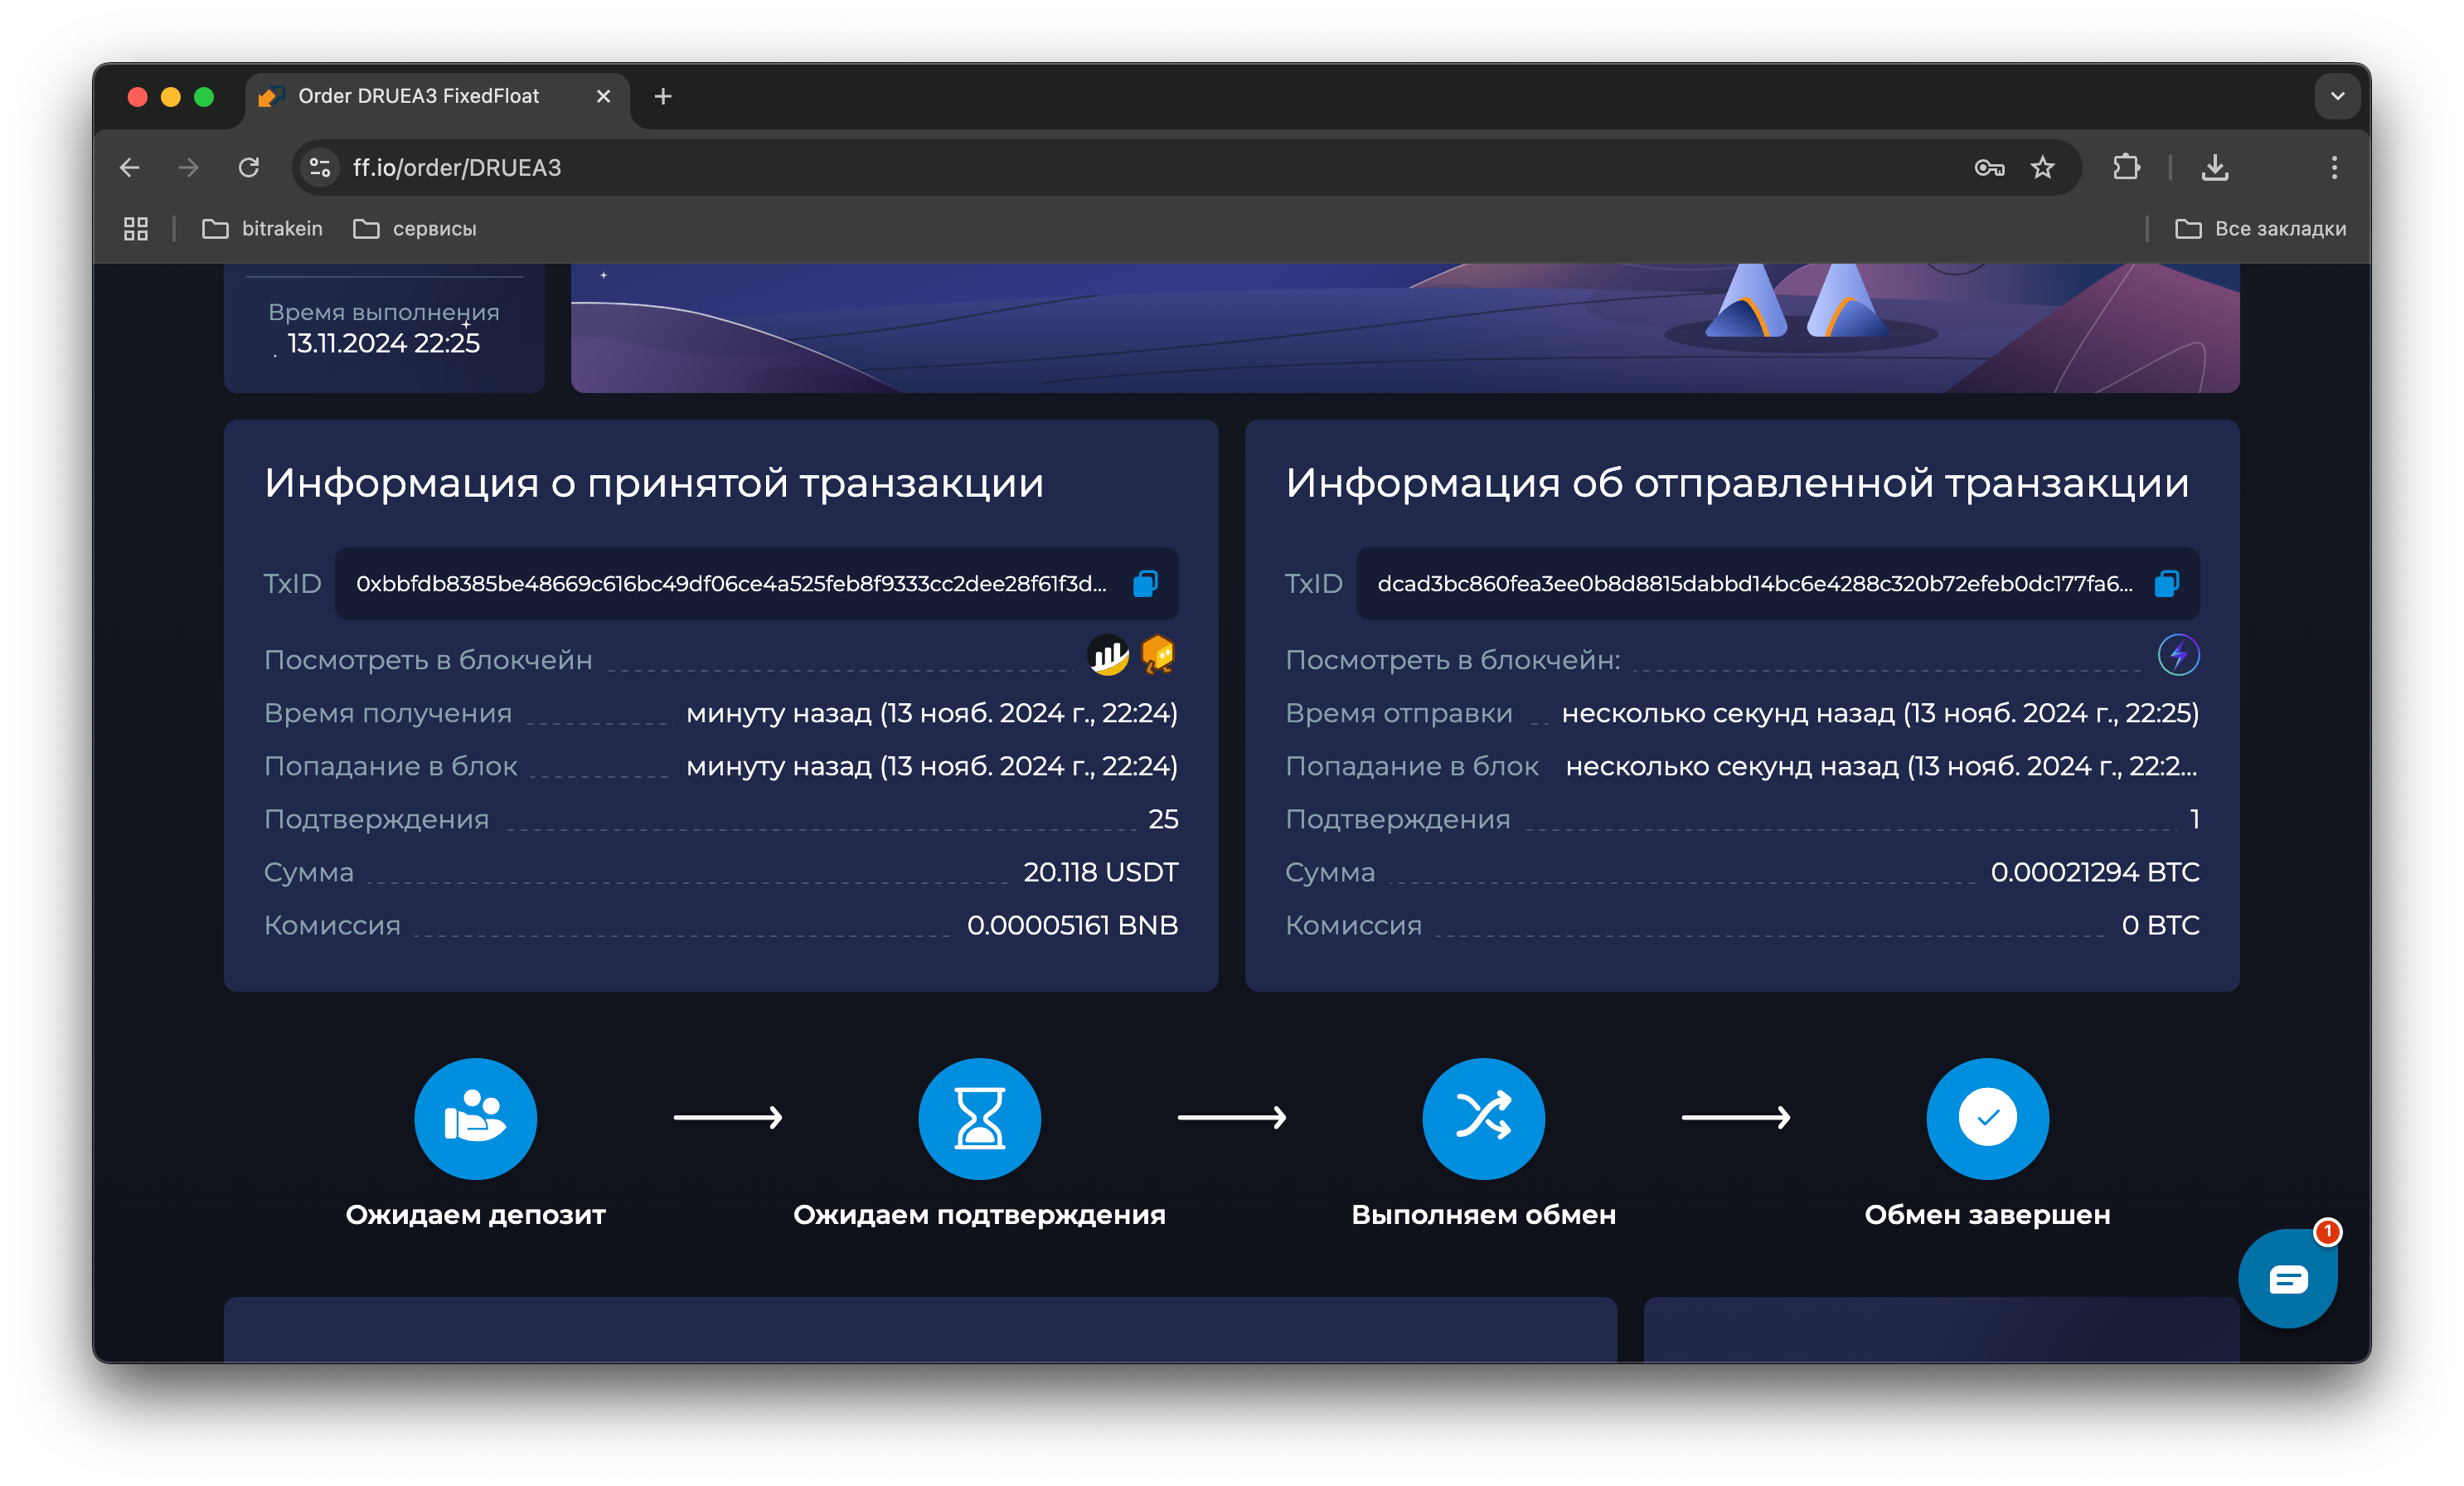 Order DRUEA3 FixedFloat
ff.io/order/DRUEA3
bitrakein
сервисы
Все закладки
Время выполнения
13.11.2024 22:25
Информация о принятой транзакции
TxID 0xbbfdb8385be48669c616bc49df06ce4a525feb8f9333cc2dee28f61f3d...
Посмотреть в блокчейн
Время получения минуту назад (13 нояб. 2024 г., 22:24)
Попадание в блок минуту назад (13 нояб. 2024 г., 22:24)
Подтверждения 25
Сумма 20.118 USDT
Комиссия 0.00005161 BNB
Информация об отправленной транзакции
TxID dcad3bc860fea3ee0b8d8815dabbd14bc6e4288c320b72efeb0dc177fa6...
Посмотреть в блокчейн:
Время отправки несколько секунд назад (13 нояб. 2024 г., 22:25)
Попадание в блок несколько секунд назад (13 нояб. 2024 г., 22:2...
Подтверждения 1
Сумма 0.00021294 BTC
Комиссия 0 BTC
Ожидаем депозит
Ожидаем подтверждения
Выполняем обмен
Обмен завершен
1